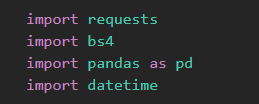 import requests
import bs4
import pandas as pd
import datetime